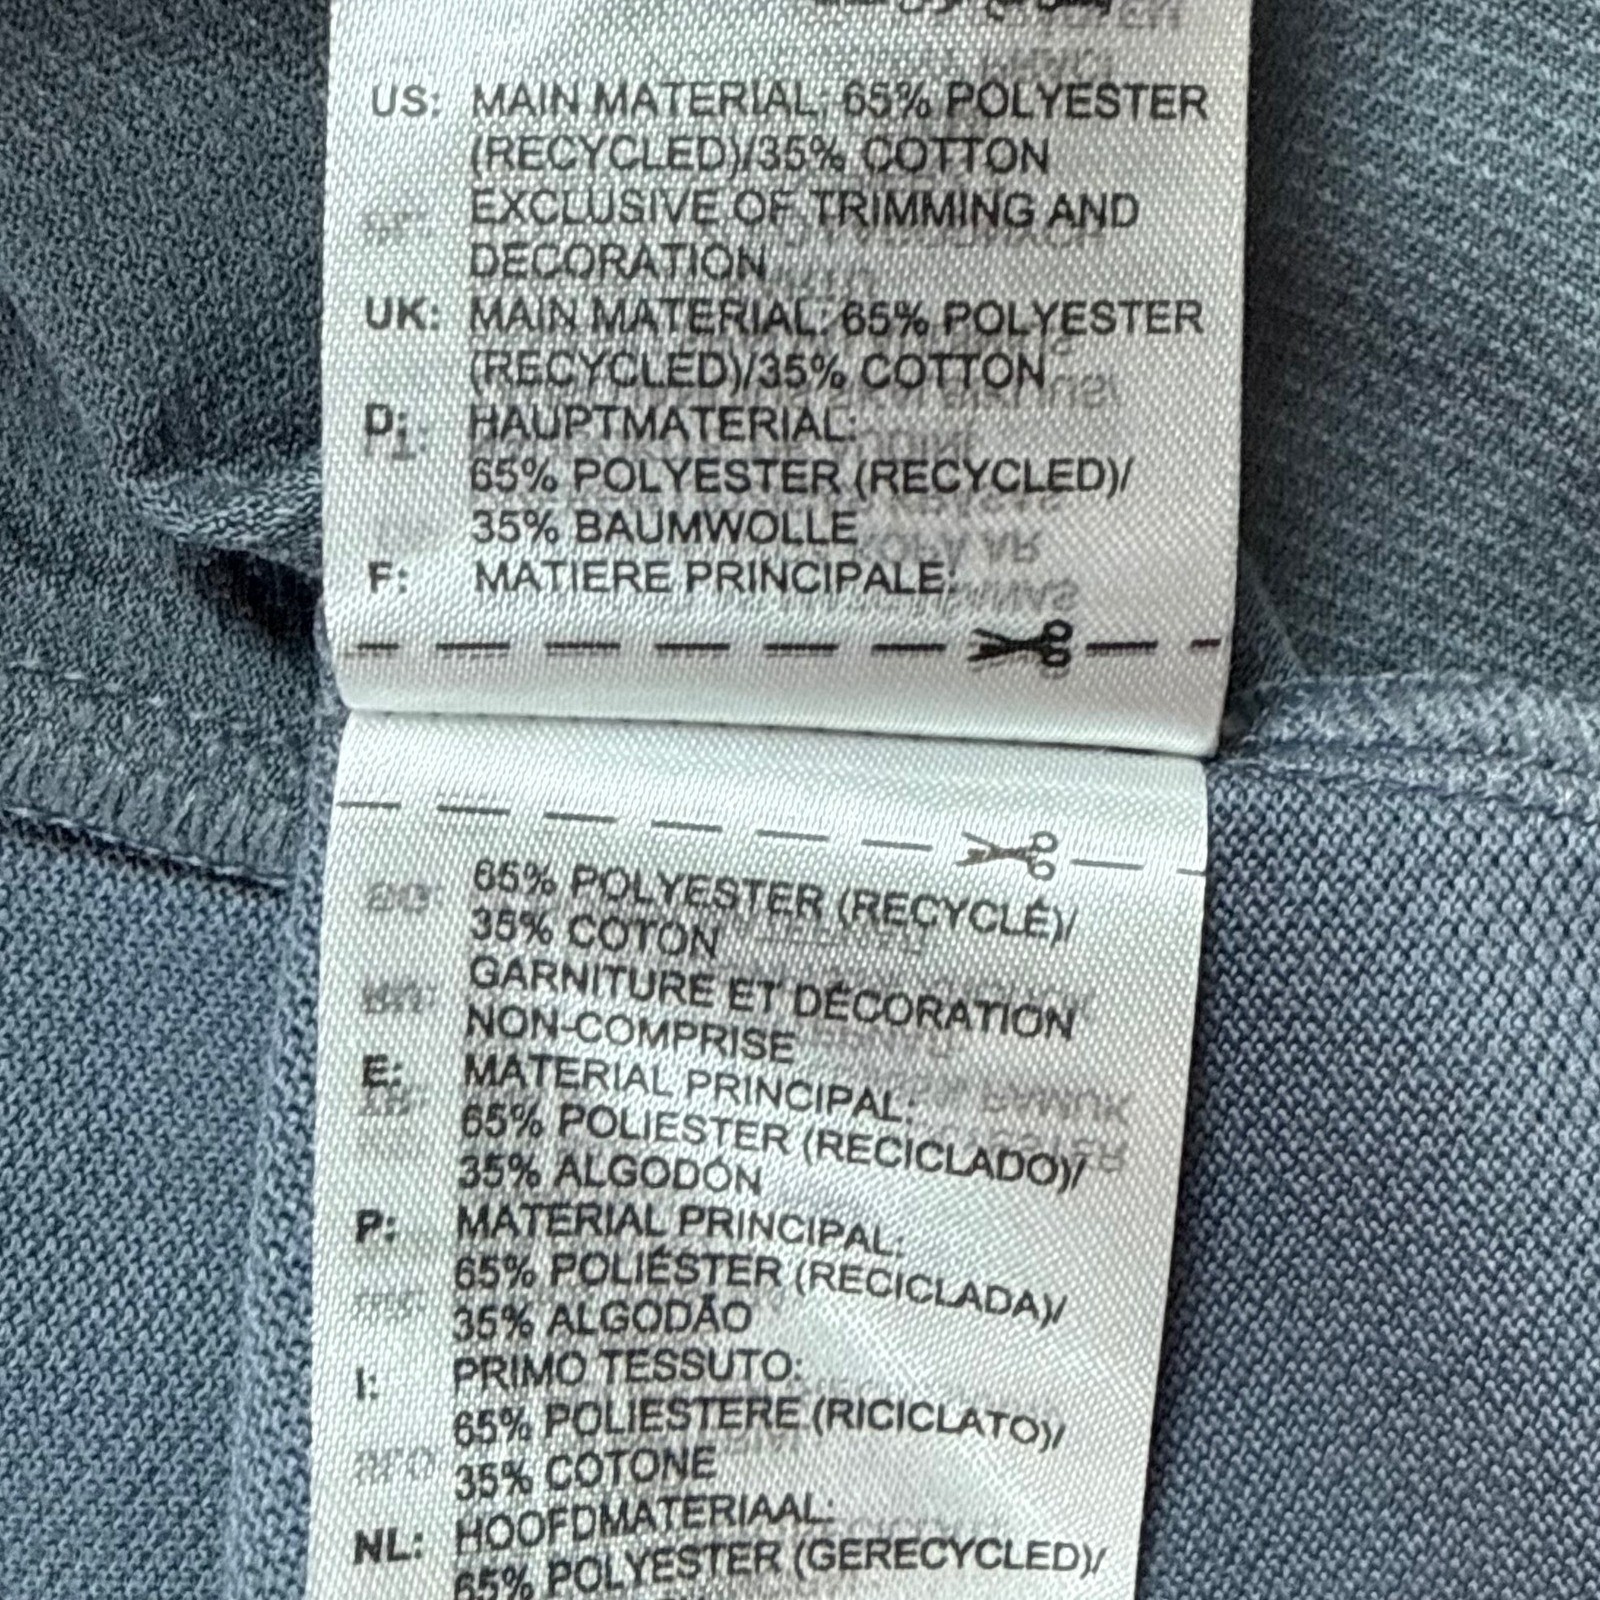 US: MAIN MATERIAL: 65% POLYESTER
(RECYCLED)/35% COTTON
EXCLUSIVE OF TRIMMING AND
DECORATION
UK: MAIN MATERIAL: 65% POLYESTER
(RECYCLED)/35% COTTON
D: HAUPTMATERIAL:
65% POLYESTER (RECYCLED)/
35% BAUMWOLLE
F: MATIERE PRINCIPALE:
65% POLYESTER (RECYCLÉ)/
35% COTON
GARNITURE ET DÉCORATION
NON-COMPRISE
E: MATERIAL PRINCIPAL:
65% POLIESTER (RECICLADO)/
35% ALGODÓN
P: MATERIAL PRINCIPAL:
65% POLIÉSTER (RECICLADA)/
35% ALGODÃO
I: PRIMO TESSUTO:
65% POLIESTERE (RICICLATO)/
35% COTONE
NL: HOOFDMATERIAAL:
65% POLYESTER (GERECYCLED)/